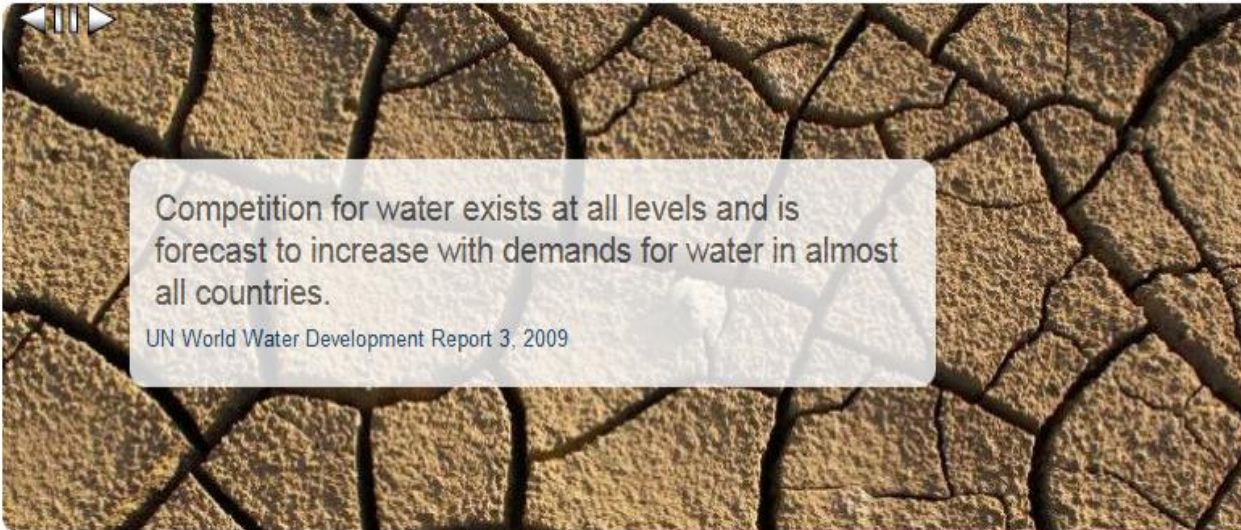 Competition for water exists at all levels and is
forecast to increase with demands for water in almost
all countries.
UN World Water Development Report 3, 2009